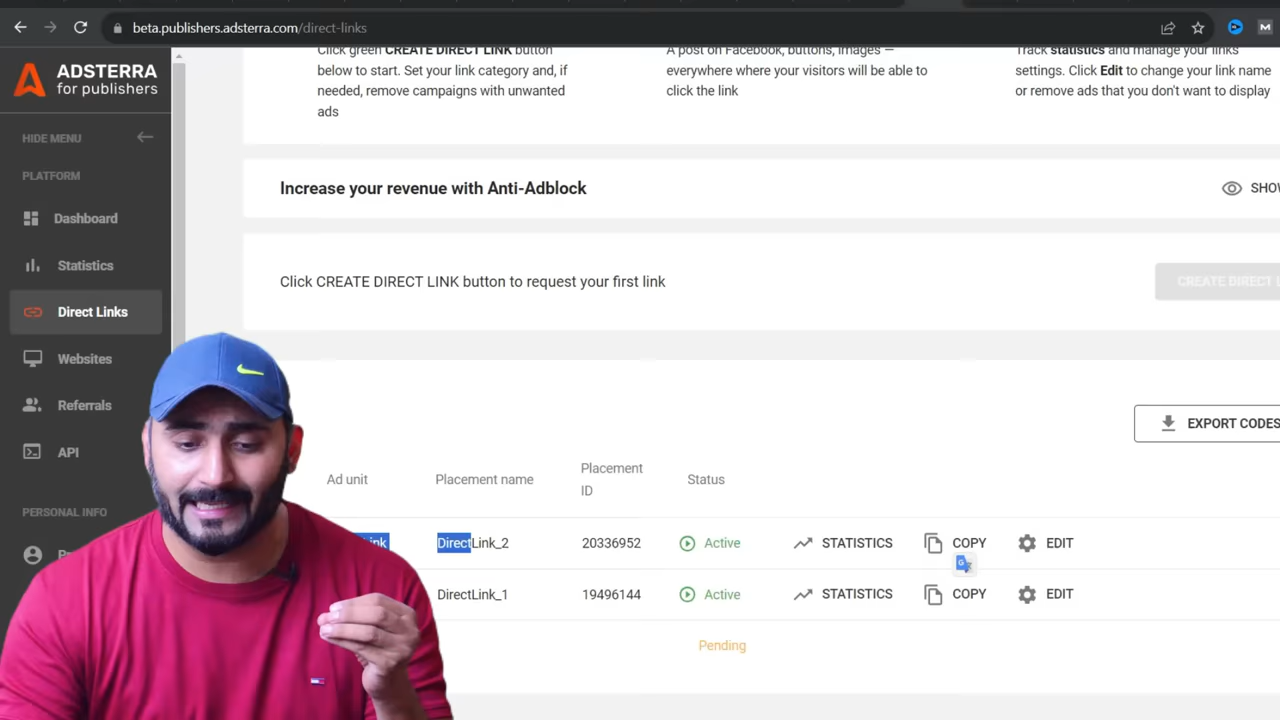 beta.publishers.adsterra.com/direct-links
ADSTERRA
for publishers
HIDE MENU
PLATFORM
Dashboard
Statistics
Direct Links
Websites
Referrals
API
PERSONAL INFO
Click green CREATE DIRECT LINK button
below to start. Set your link category and, if
needed, remove campaigns with unwanted
ads
A post on Facebook, buttons, images —
everywhere where your visitors will be able to
click the link
Track statistics and manage your links
settings. Click Edit to change your link name
or remove ads that you don't want to display
Increase your revenue with Anti-Adblock
Click CREATE DIRECT LINK button to request your first link
CREATE DIRECT
EXPORT CODES
Ad unit
Placement name
Placement
ID
Status
DirectLink_2
20336952
Active
STATISTICS
COPY
EDIT
DirectLink_1
19496144
Active
STATISTICS
COPY
EDIT
Pending